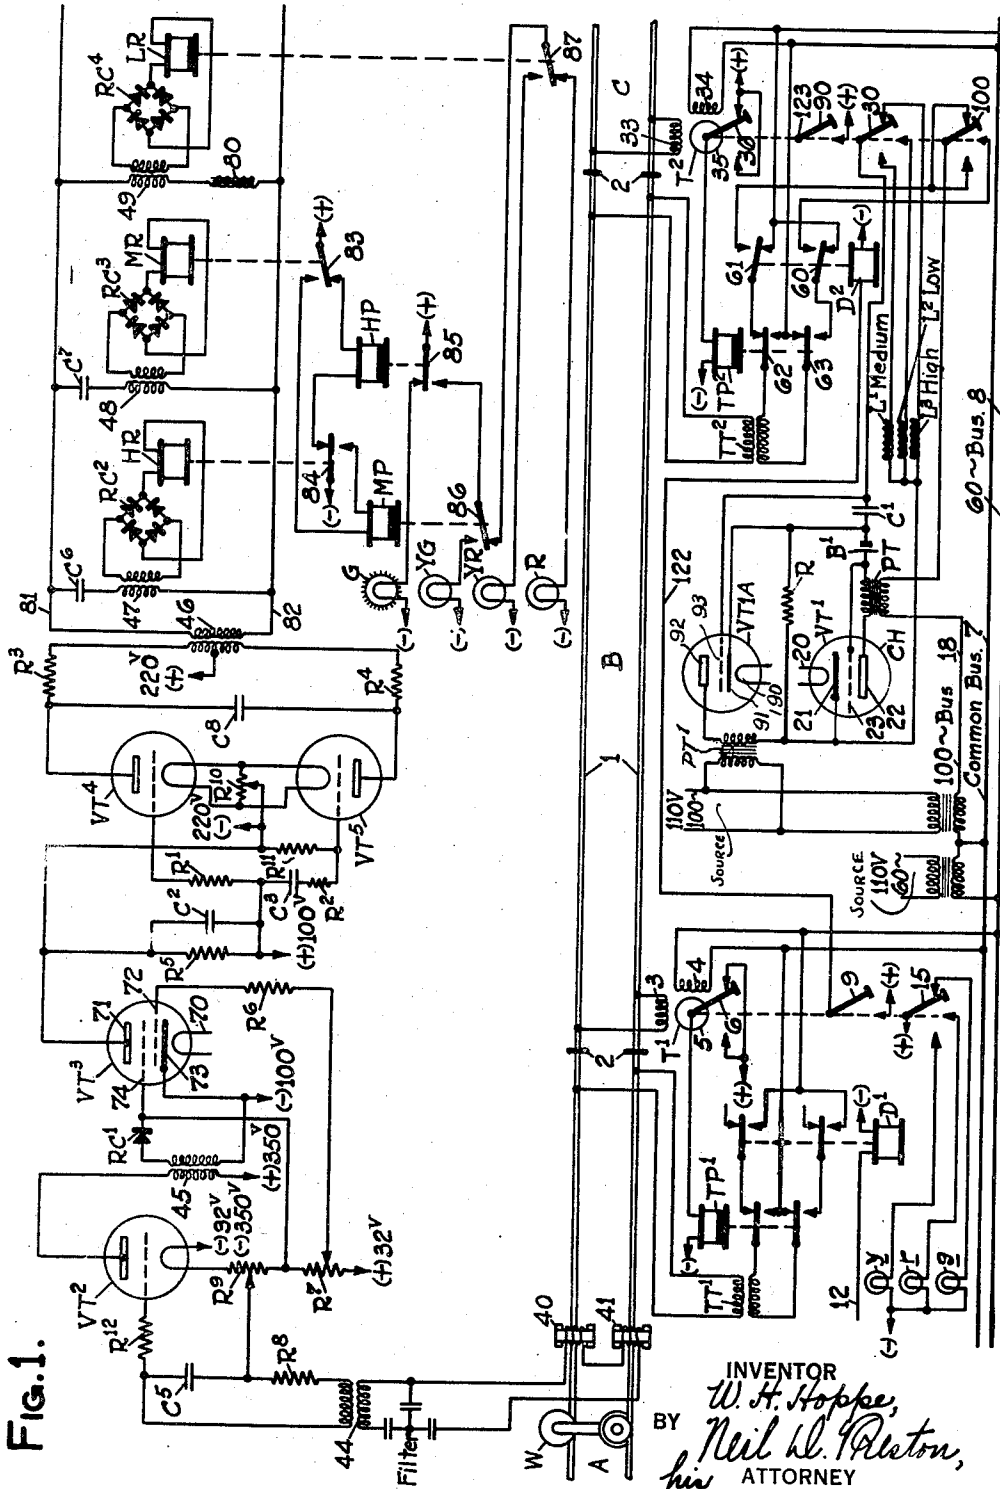 FIG. 1.
81
C⁶
RC²
HR
47
C⁷
RC³
MR
48
RC⁴
LR
49
80
R³
46
82
220ᵛ
(+)
R⁴
C⁸
VT⁴
R¹⁰
220ᵛ
(-)
VT⁵
R¹
R¹¹
C²
C³
R²
R⁵
(+)100ᵛ
72
71
VT³
74
73
70
R⁶
(-)100ᵛ
RC¹
45
(+)350ᵛ
VT²
(-)32ᵛ
(-)350ᵛ
R⁹
R⁷
(+)32ᵛ
R¹²
C⁵
R⁸
44
Filter
83
(+)
84
(-)
HP
85
(+)
MP
86
87
G
YG
YR
R
(-)
(-)
(-)
(-)
W
A
B
C
1
2
2
40
41
T¹
3
4
5
6
(+)
(-)
TP¹
TT¹
D¹
(-)
9
(+)
15
(+)
12
y
r
g
(-)
T²
33
34
35
36
(+)
123
90
(+)
30
100
61
60
D²
(-)
TP²
(-)
62
63
TT²
L¹ Medium
L² Low
L³ High
122
92
93
VT1A
91
90
PT¹
R
C¹
B¹
PT
20
VT¹
21
CH
23
22
110V
100~
SOURCE
SOURCE
110V
60~
100~Bus 18
Common Bus. 7
60~Bus. 8
INVENTOR
W. H. Hoppe,
BY Neil W. Preston,
his ATTORNEY